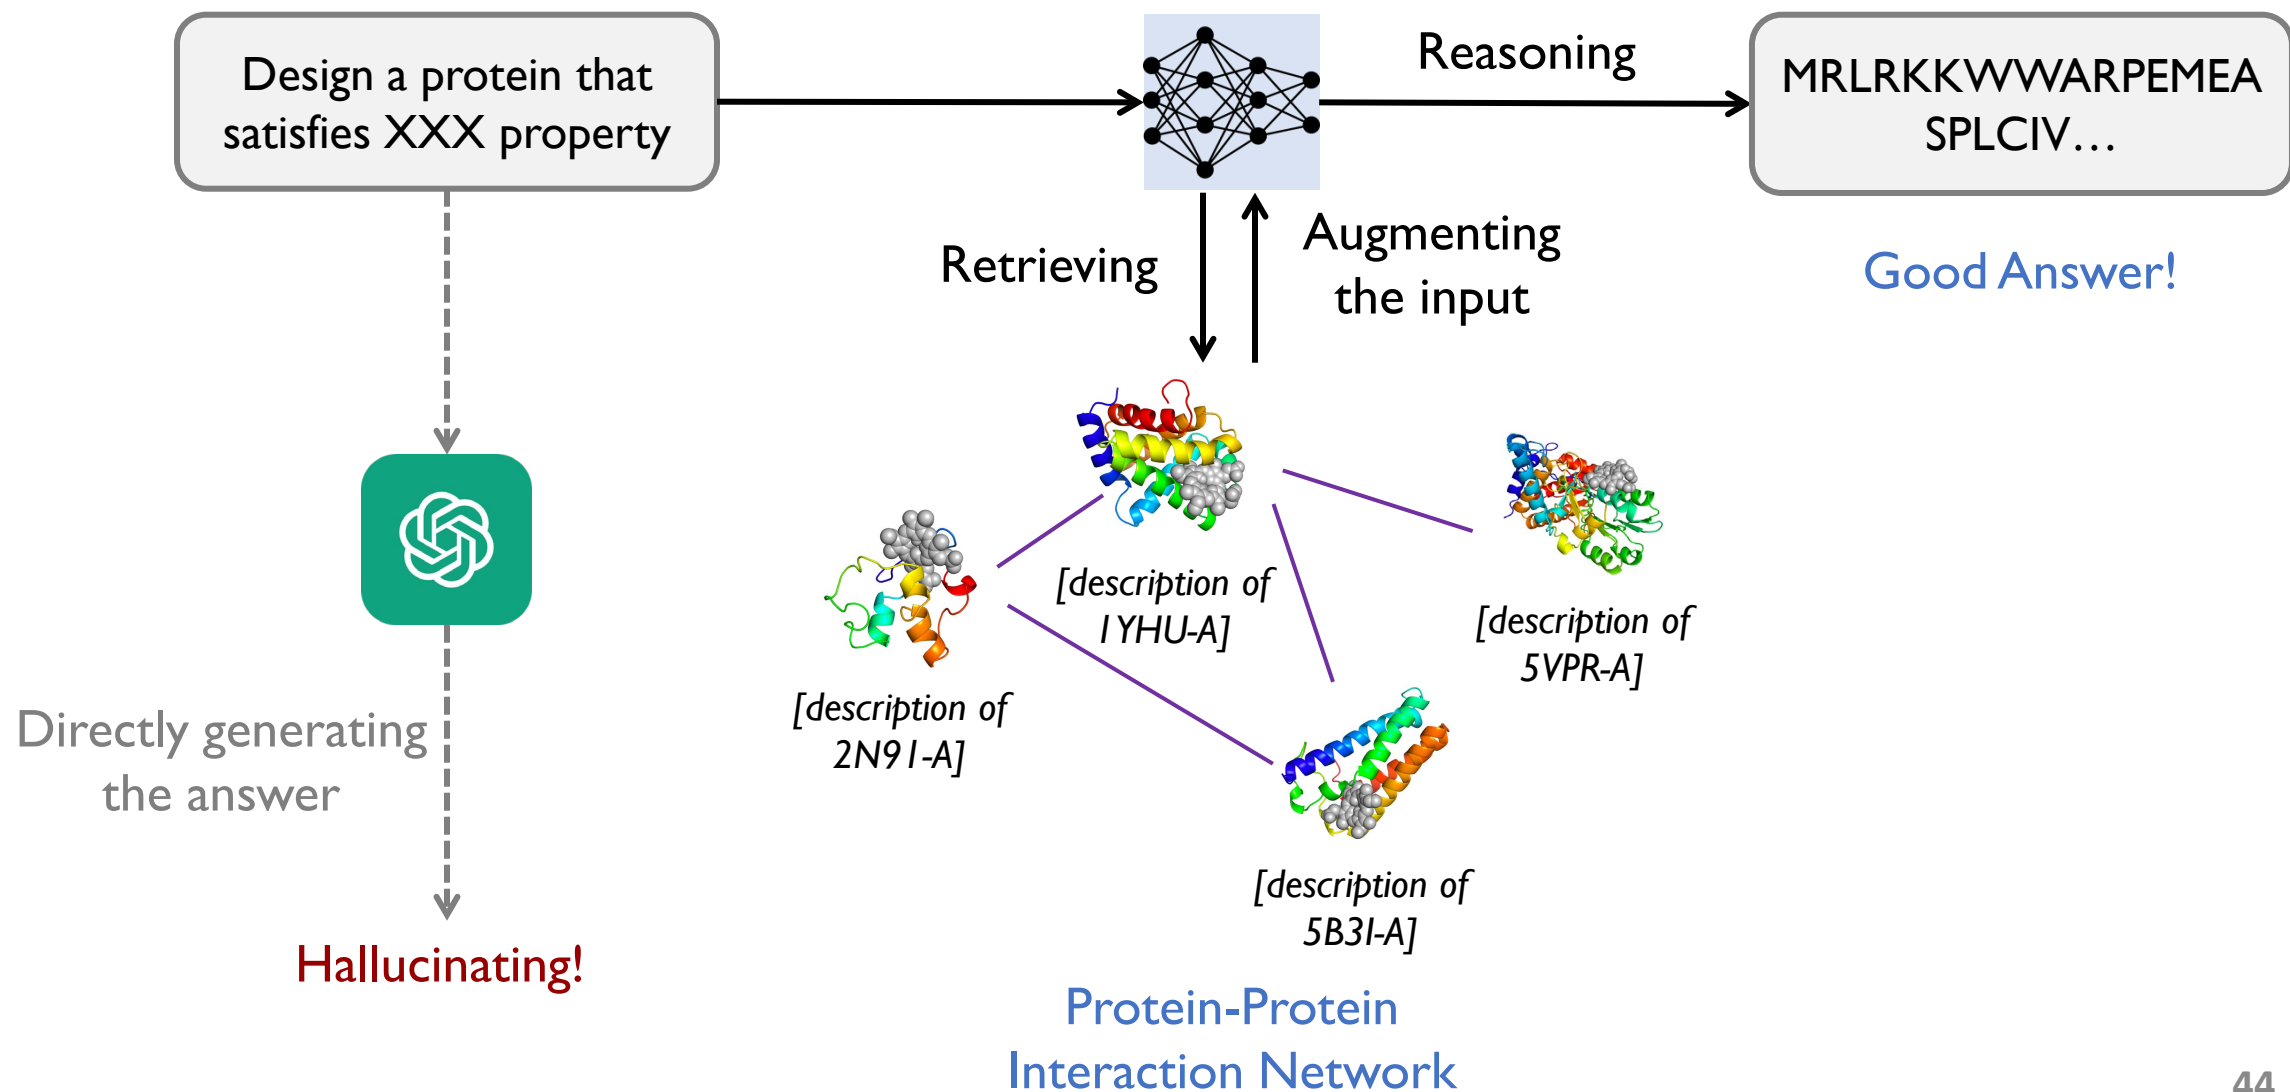 Design a protein that
satisfies XXX property
Reasoning
MRLRKKWWARPEMEA
SPLCIV...
Good Answer!
Retrieving
Augmenting
the input
[description of
1YHU-A]
[description of
5VPR-A]
[description of
2N91-A]
[description of
5B3I-A]
Directly generating
the answer
Hallucinating!
Protein-Protein
Interaction Network
44